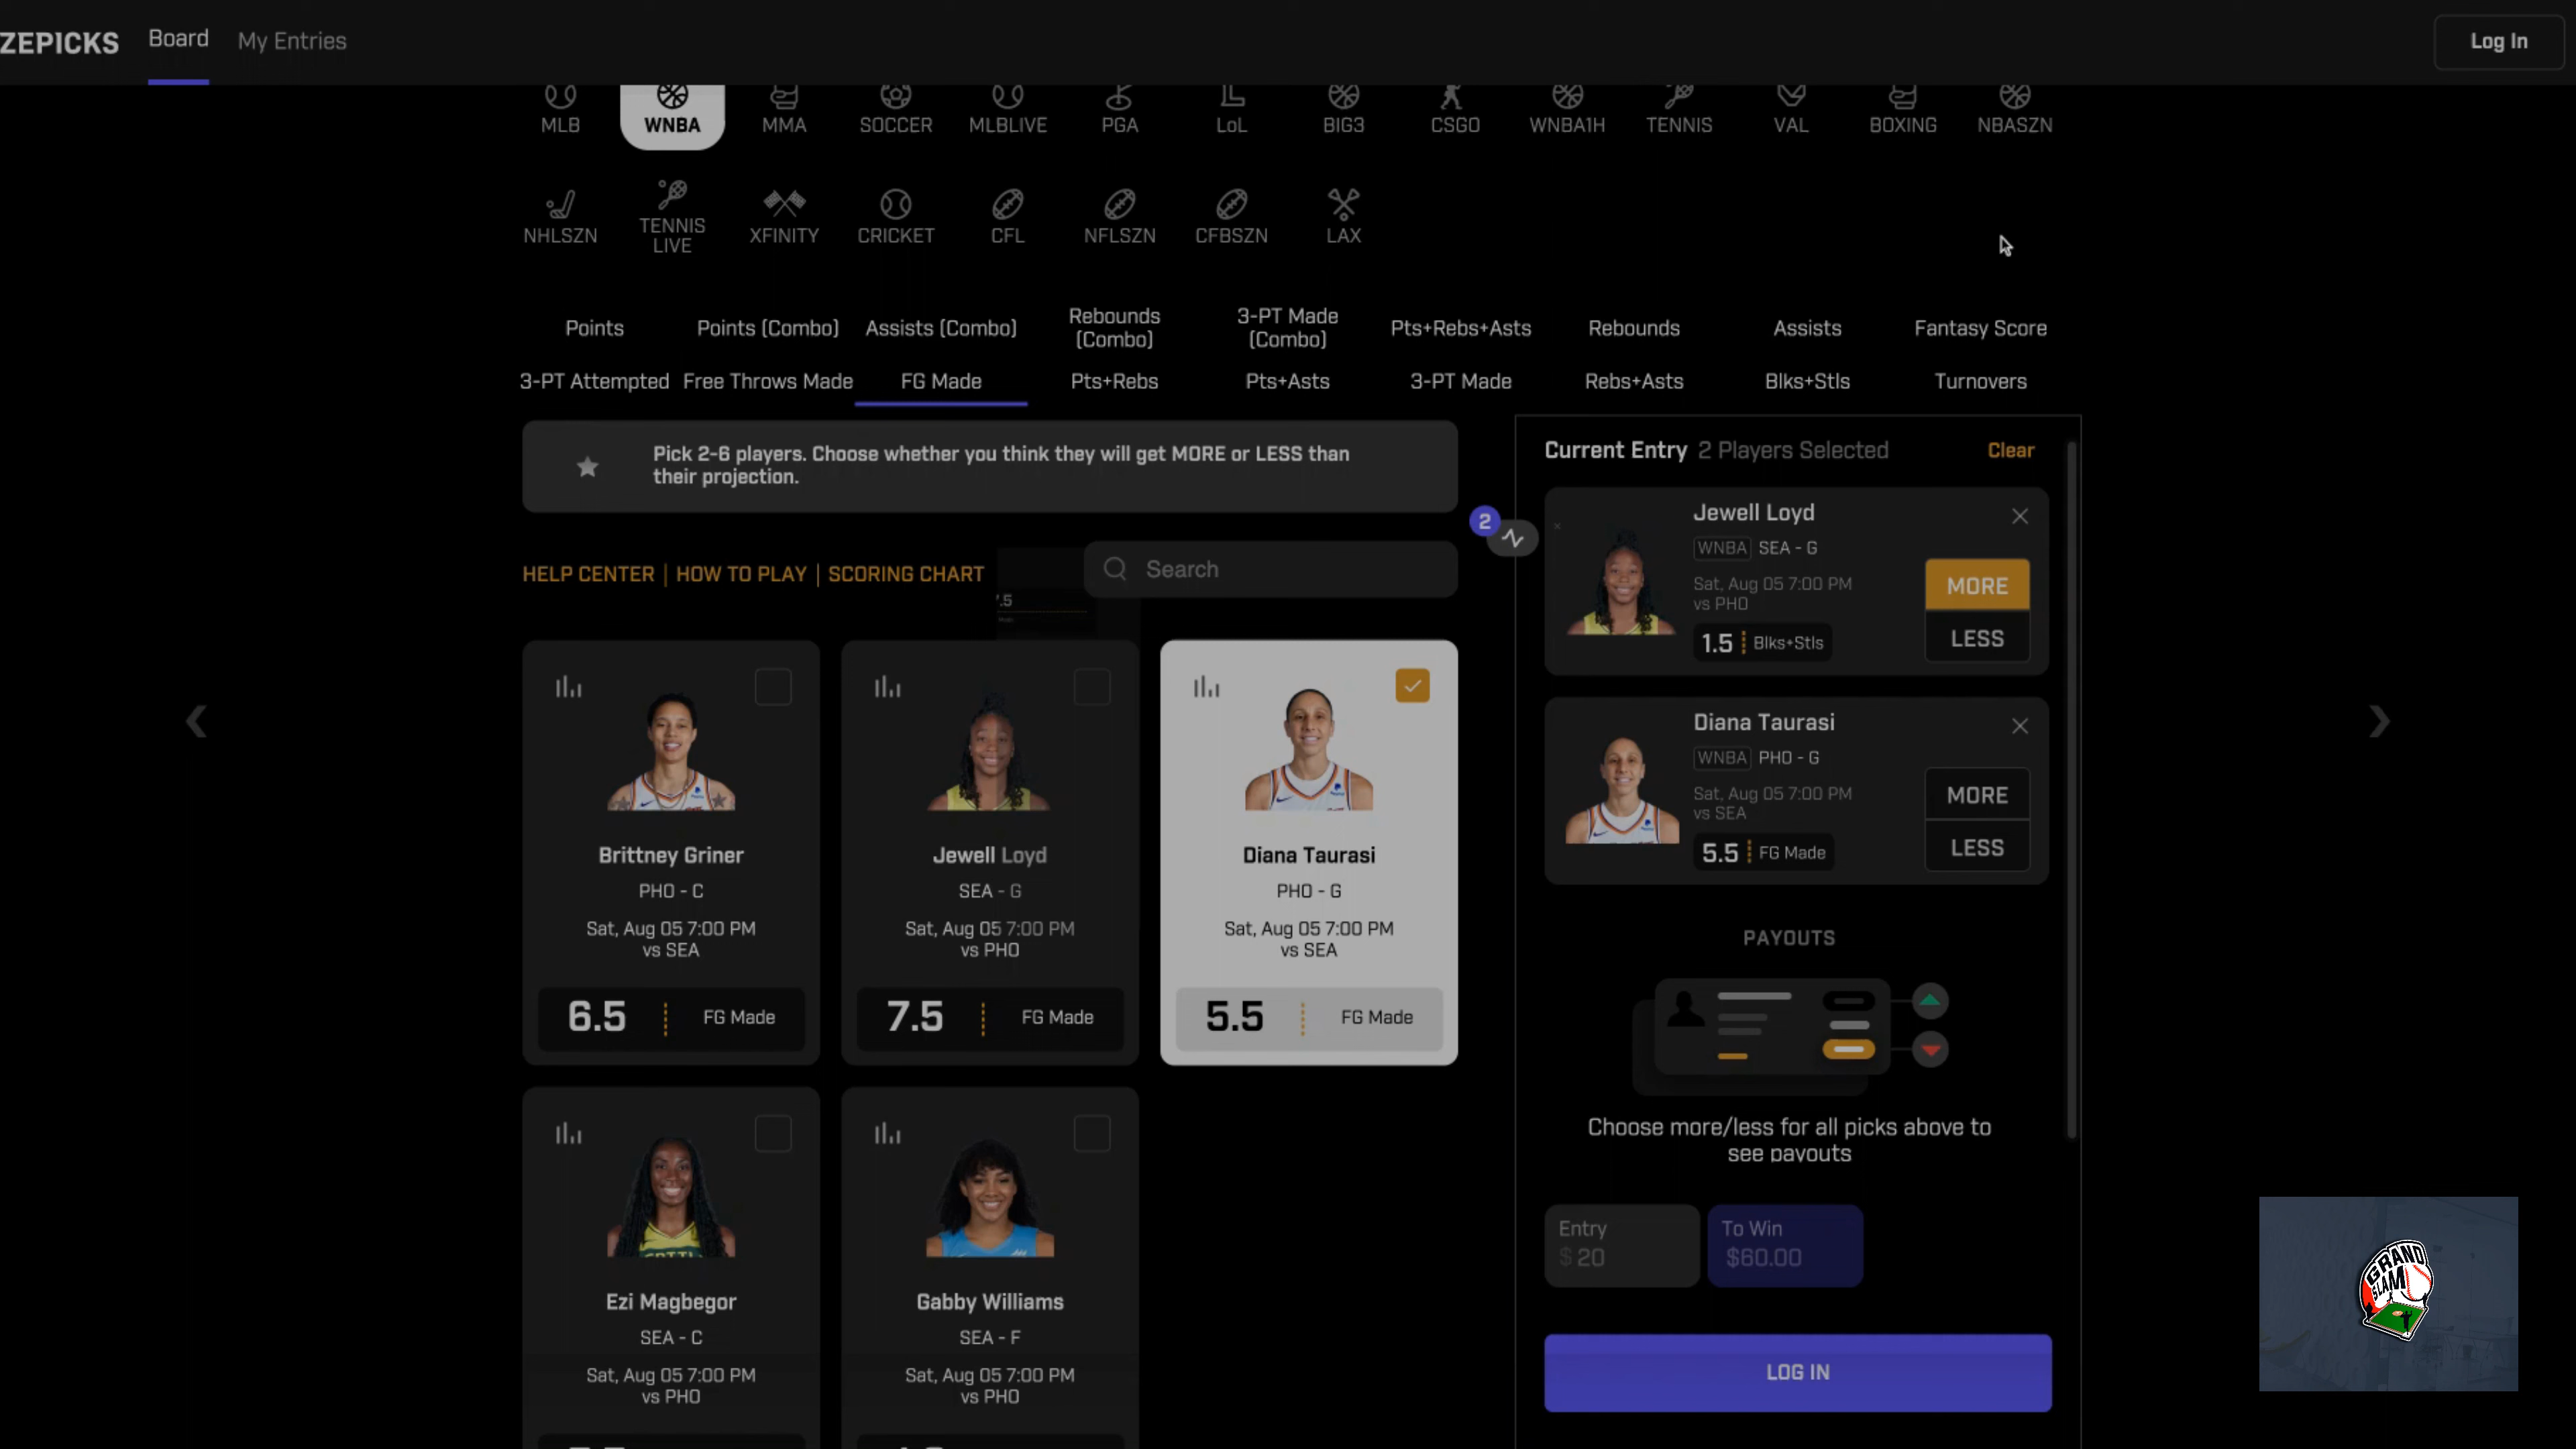 ZEPICKS
Board
My Entries
Log In
MLB
WNBA
MMA
SOCCER
MLBLIVE
PGA
LoL
BIG3
CSGO
WNBA1H
TENNIS
VAL
BOXING
NBASZN
NHLSZN
TENNIS
LIVE
XFINITY
CRICKET
CFL
NFLSZN
CFBSZN
LAX
Points
Points (Combo)
Assists (Combo)
Rebounds
(Combo)
3-PT Made
(Combo)
Pts+Rebs+Asts
Rebounds
Assists
Fantasy Score
3-PT Attempted
Free Throws Made
FG Made
Pts+Rebs
Pts+Asts
3-PT Made
Rebs+Asts
Blks+Stls
Turnovers
Pick 2-6 players. Choose whether you think they will get MORE or LESS than
their projection.
HELP CENTER | HOW TO PLAY | SCORING CHART
Search
Brittney Griner
PHO - C
Sat, Aug 05 7:00 PM
vs SEA
6.5
FG Made
Jewell Loyd
SEA - G
Sat, Aug 05 7:00 PM
vs PHO
7.5
FG Made
Diana Taurasi
PHO - G
Sat, Aug 05 7:00 PM
vs SEA
5.5
FG Made
Ezi Magbegor
SEA - C
Sat, Aug 05 7:00 PM
vs PHO
Gabby Williams
SEA - F
Sat, Aug 05 7:00 PM
vs PHO
Current Entry 2 Players Selected
Clear
2
Jewell Loyd
WNBA SEA - G
Sat, Aug 05 7:00 PM
vs PHO
1.5 Blks+Stls
MORE
LESS
Diana Taurasi
WNBA PHO - G
Sat, Aug 05 7:00 PM
vs SEA
5.5 FG Made
MORE
LESS
PAYOUTS
Choose more/less for all picks above to
see payouts
Entry
$ 20
To Win
$60.00
LOG IN
GRAND
SLAM